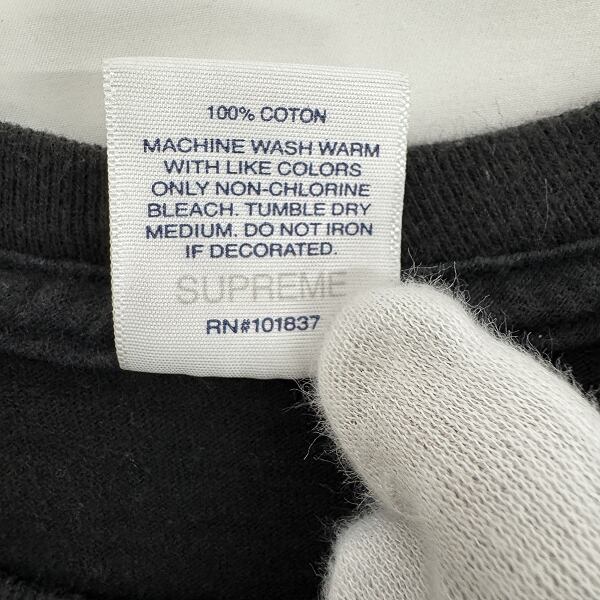 100% COTON
MACHINE WASH WARM
WITH LIKE COLORS
ONLY NON-CHLORINE
BLEACH. TUMBLE DRY
MEDIUM. DO NOT IRON
IF DECORATED.
SUPREME
RN#101837